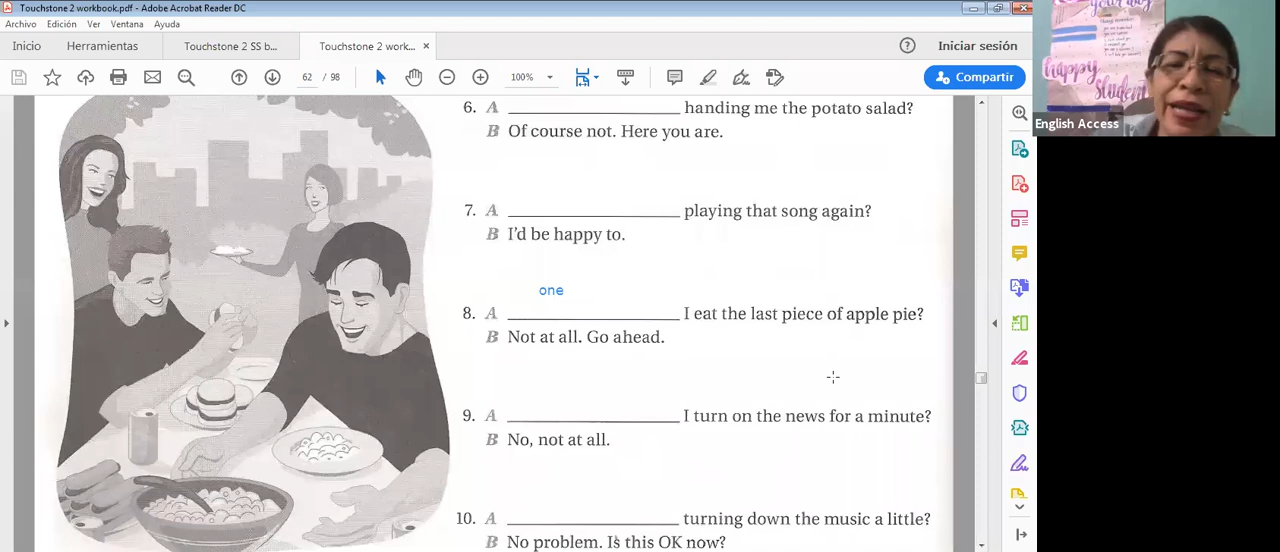 Touchstone 2 workbook.pdf - Adobe Acrobat Reader DC
Archivo Edición Ver Ventana Ayuda
Inicio Herramientas Touchstone 2 SS b... Touchstone 2 work... × Iniciar sesión
62 / 98 100% Compartir
happy
student
English Access
6. A ____________ handing me the potato salad?
B Of course not. Here you are.
7. A ____________ playing that song again?
B I'd be happy to.
one
8. A ____________ I eat the last piece of apple pie?
B Not at all. Go ahead.
9. A ____________ I turn on the news for a minute?
B No, not at all.
10. A ____________ turning down the music a little?
B No problem. Is this OK now?